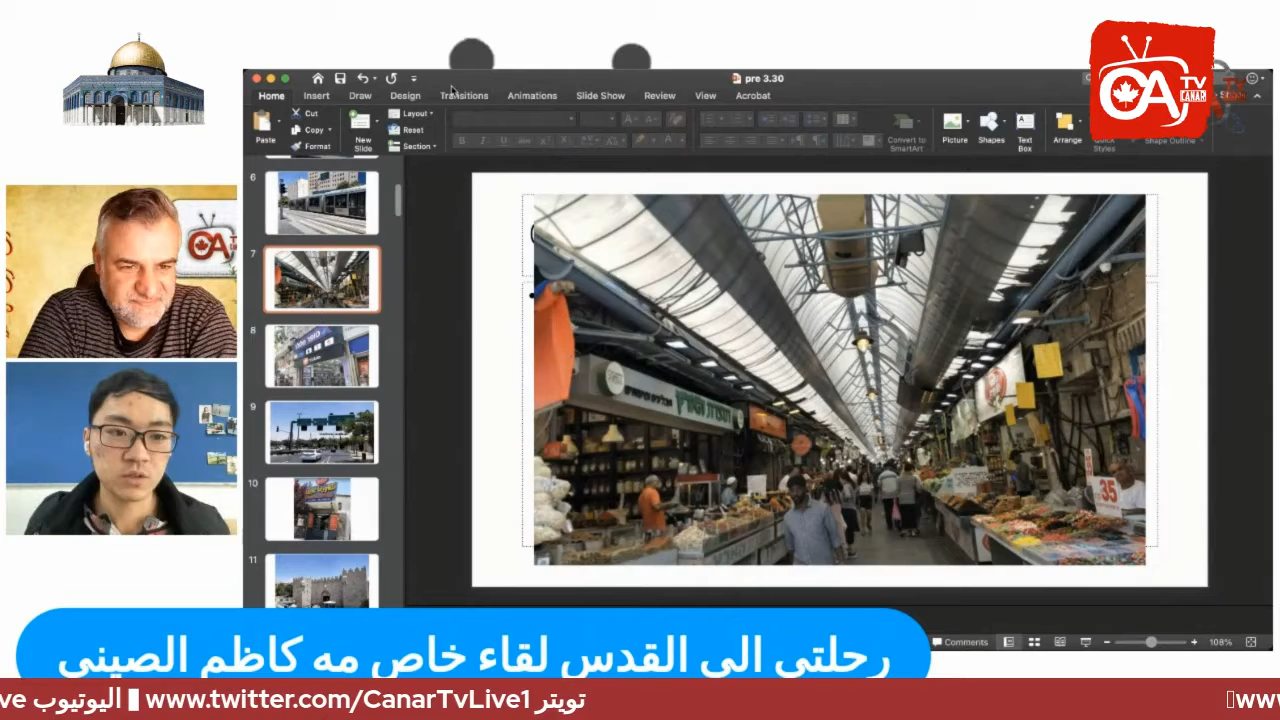 pre 3.30
Home Insert Draw Design Transitions Animations Slide Show Review View Acrobat
Paste
Cut
Copy
Format
New Slide
Layout
Reset
Section
Convert to SmartArt
Picture
Shapes
Text Box
Arrange
Quick Styles
Shape Outline
OA TV CANAR
6
7
8
9
10
11
35
Comments
108%
رحلتي الى القدس لقاء خاص مه كاظم الصيني
تويتر www.twitter.com/CanarTvLive1 ▮ اليوتيوب